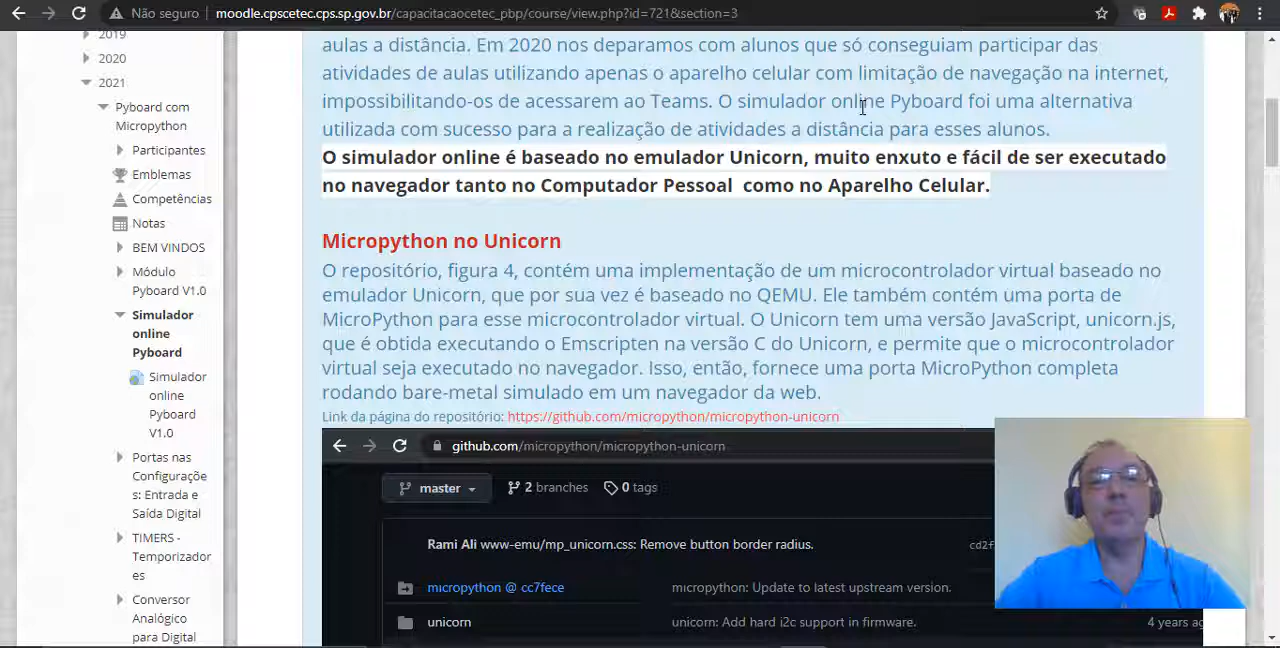 Não seguro
moodle.cpscetec.cps.sp.gov.br/capacitacaocetec_pbp/course/view.php?id=721&section=3
2019
2020
2021
Pyboard com
Micropython
Participantes
Emblemas
Competências
Notas
BEM VINDOS
Módulo
Pyboard V1.0
Simulador
online
Pyboard
Simulador
online
Pyboard
V1.0
Portas nas
Configuraçõe
s: Entrada e
Saída Digital
TIMERS -
Temporizador
es
Conversor
Analógico
para Digital
aulas a distância. Em 2020 nos deparamos com alunos que só conseguiam participar das
atividades de aulas utilizando apenas o aparelho celular com limitação de navegação na internet,
impossibilitando-os de acessarem ao Teams. O simulador online Pyboard foi uma alternativa
utilizada com sucesso para a realização de atividades a distância para esses alunos.
O simulador online é baseado no emulador Unicorn, muito enxuto e fácil de ser executado
no navegador tanto no Computador Pessoal como no Aparelho Celular.
Micropython no Unicorn
O repositório, figura 4, contém uma implementação de um microcontrolador virtual baseado no
emulador Unicorn, que por sua vez é baseado no QEMU. Ele também contém uma porta de
MicroPython para esse microcontrolador virtual. O Unicorn tem uma versão JavaScript, unicorn.js,
que é obtida executando o Emscripten na versão C do Unicorn, e permite que o microcontrolador
virtual seja executado no navegador. Isso, então, fornece uma porta MicroPython completa
rodando bare-metal simulado em um navegador da web.
Link da página do repositório: https://github.com/micropython/micropython-unicorn
github.com/micropython/micropython-unicorn
master
2 branches
0 tags
Rami Ali www-emu/mp_unicorn.css: Remove button border radius.
cd2f
micropython @ cc7fece
micropython: Update to latest upstream version.
unicorn
unicorn: Add hard i2c support in firmware.
4 years ag